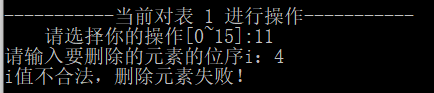 -----------当前对表 1 进行操作-----------
请选择你的操作[0~15]:11
请输入要删除的元素的位序i: 4
i值不合法，删除元素失败！